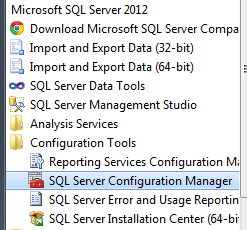 Microsoft SQL Server 2012
Download Microsoft SQL Server Compa
Import and Export Data (32-bit)
Import and Export Data (64-bit)
SQL Server Data Tools
SQL Server Management Studio
Analysis Services
Configuration Tools
Reporting Services Configuration Ma
SQL Server Configuration Manager
SQL Server Error and Usage Reportin
SQL Server Installation Center (64-bit